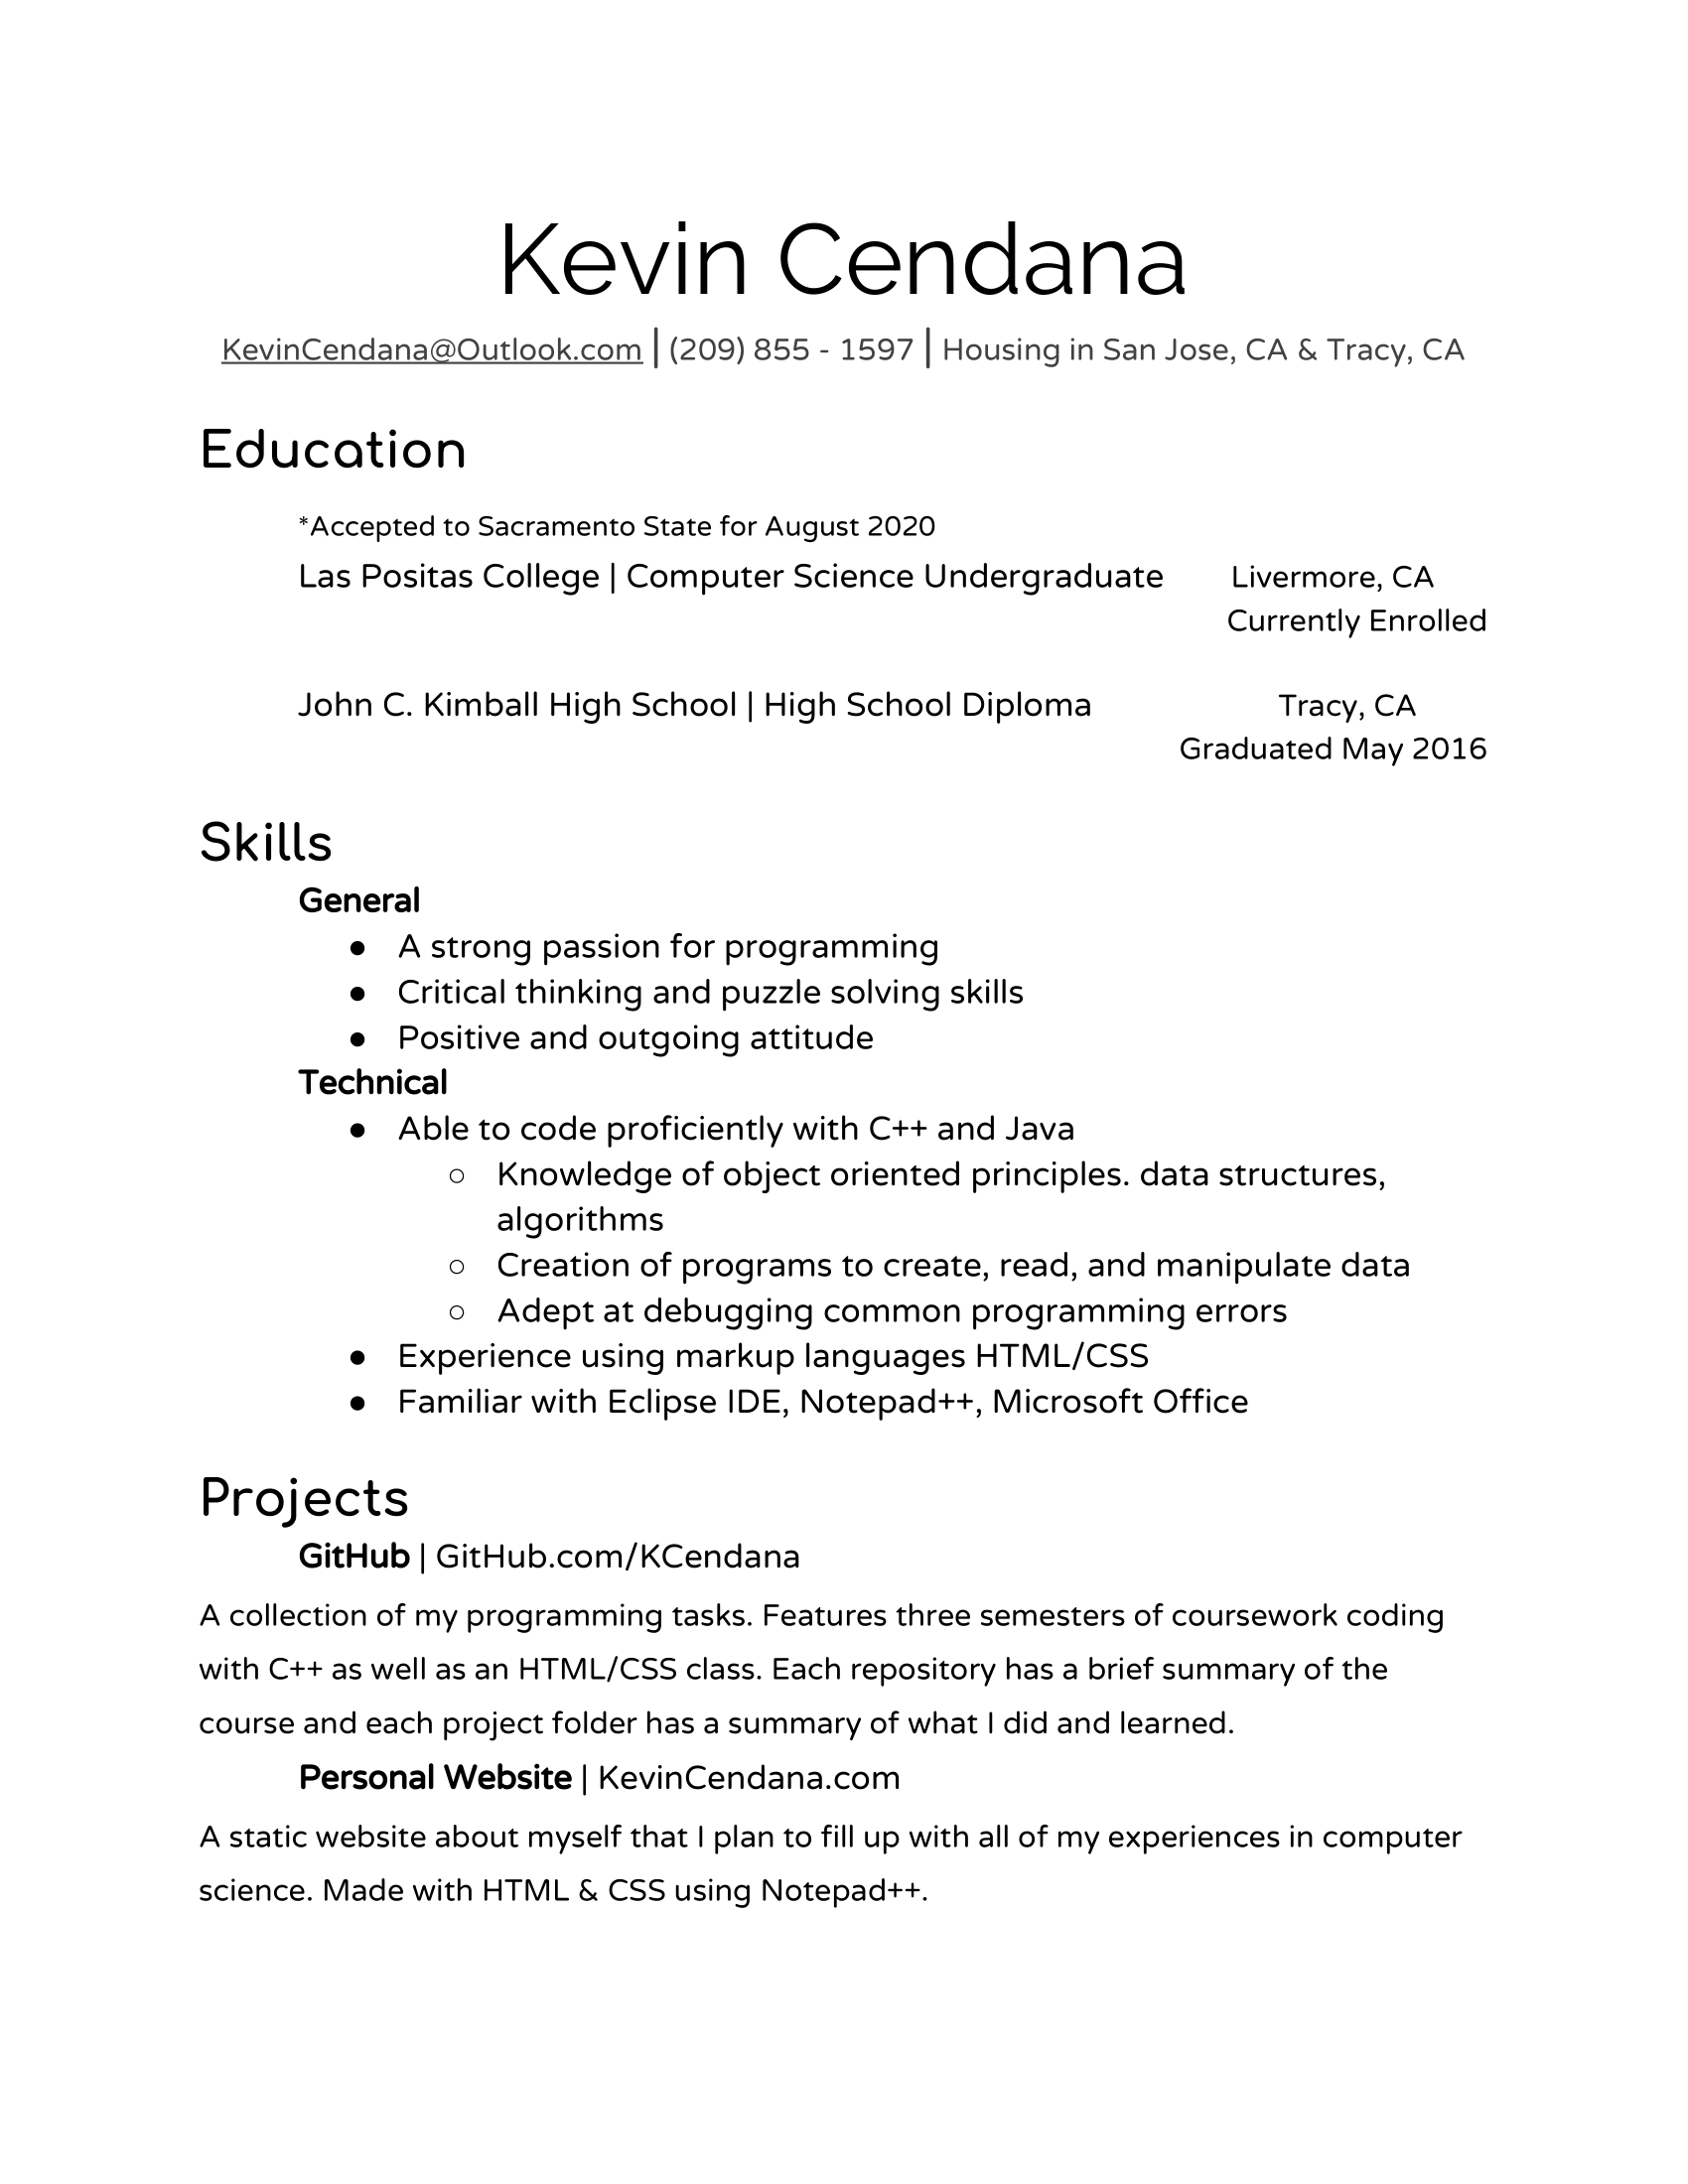 Kevin Cendana
KevinCendana@Outlook.com | (209) 855 - 1597 | Housing in San Jose, CA & Tracy, CA
Education
*Accepted to Sacramento State for August 2020
Las Positas College | Computer Science Undergraduate Livermore, CA
Currently Enrolled
John C. Kimball High School | High School Diploma Tracy, CA
Graduated May 2016
Skills
General
● A strong passion for programming
● Critical thinking and puzzle solving skills
● Positive and outgoing attitude
Technical
● Able to code proficiently with C++ and Java
○ Knowledge of object oriented principles. data structures,
algorithms
○ Creation of programs to create, read, and manipulate data
○ Adept at debugging common programming errors
● Experience using markup languages HTML/CSS
● Familiar with Eclipse IDE, Notepad++, Microsoft Office
Projects
GitHub | GitHub.com/KCendana
A collection of my programming tasks. Features three semesters of coursework coding
with C++ as well as an HTML/CSS class. Each repository has a brief summary of the
course and each project folder has a summary of what I did and learned.
Personal Website | KevinCendana.com
A static website about myself that I plan to fill up with all of my experiences in computer
science. Made with HTML & CSS using Notepad++.